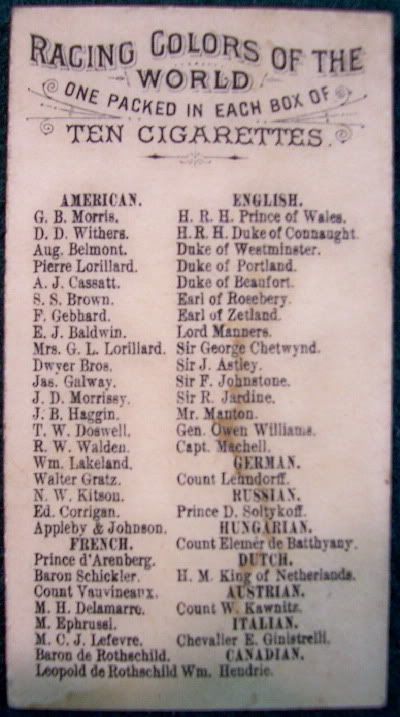 RACING COLORS OF THE
WORLD
ONE PACKED IN EACH BOX OF
TEN CIGARETTES.
AMERICAN.
G. B. Morris.
D. D. Withers.
Aug. Belmont.
Pierre Lorillard.
A. J. Cassatt.
S. S. Brown.
F. Gebhard.
E. J. Baldwin.
Mrs. G. L. Lorillard.
Dwyer Bros.
Jas. Galway.
J. D. Morrissy.
J. B. Haggin.
T. W. Doswell.
R. W. Walden.
Wm. Lakeland.
Walter Gratz.
N. W. Kitson.
Ed. Corrigan.
Appleby & Johnson.
FRENCH.
Prince d'Arenberg.
Baron Schickler.
Count Vauvineaux.
M. H. Delamarre.
M. Ephrussi.
M. C. J. Lefevre.
Baron de Rothschild.
Leopold de Rothschild
ENGLISH.
H. R. H. Prince of Wales.
H. R. H. Duke of Connaught.
Duke of Westminster.
Duke of Portland.
Duke of Beaufort.
Earl of Rosebery.
Earl of Zetland.
Lord Manners.
Sir George Chetwynd.
Sir J. Astley.
Sir F. Johnstone.
Sir R. Jardine.
Mr. Manton.
Gen. Owen Williams.
Capt. Machell.
GERMAN.
Count Lehndorff.
RUSSIAN.
Prince D. Soltykoff.
HUNGARIAN.
Count Elemer de Batthyany.
DUTCH.
H. M. King of Netherlands.
AUSTRIAN.
Count W. Kawnitz.
ITALIAN.
Chevalier E. Ginistrelli.
CANADIAN.
Wm. Hendrie.